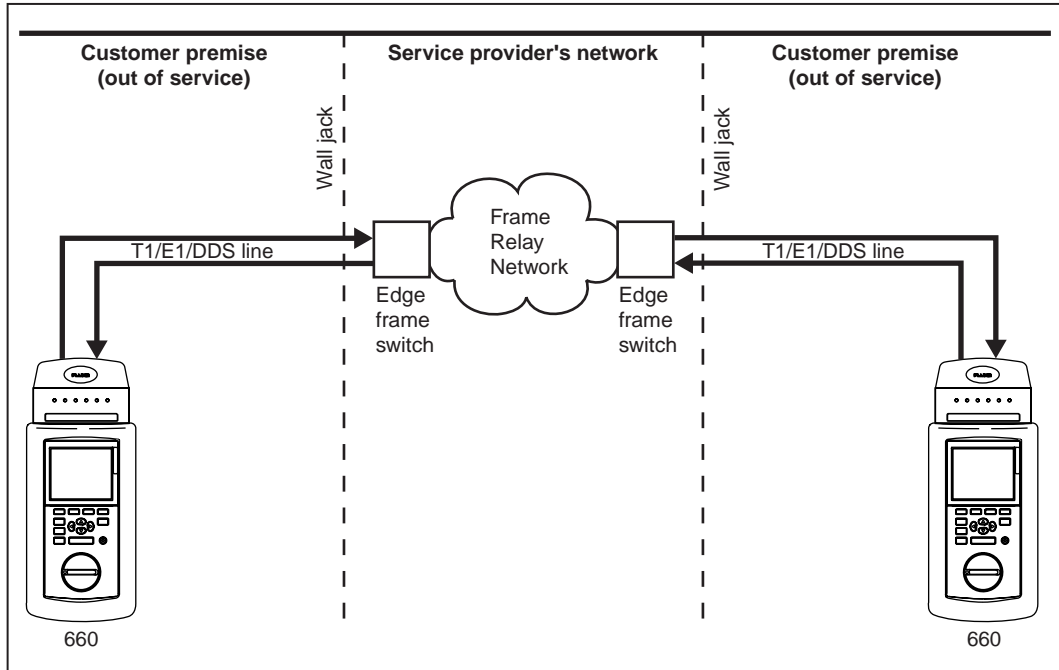 Customer premise
(out of service)
Service provider's network
Customer premise
(out of service)
Wall jack
Wall jack
Frame
Relay
Network
T1/E1/DDS line
T1/E1/DDS line
Edge
frame
switch
Edge
frame
switch
660
660